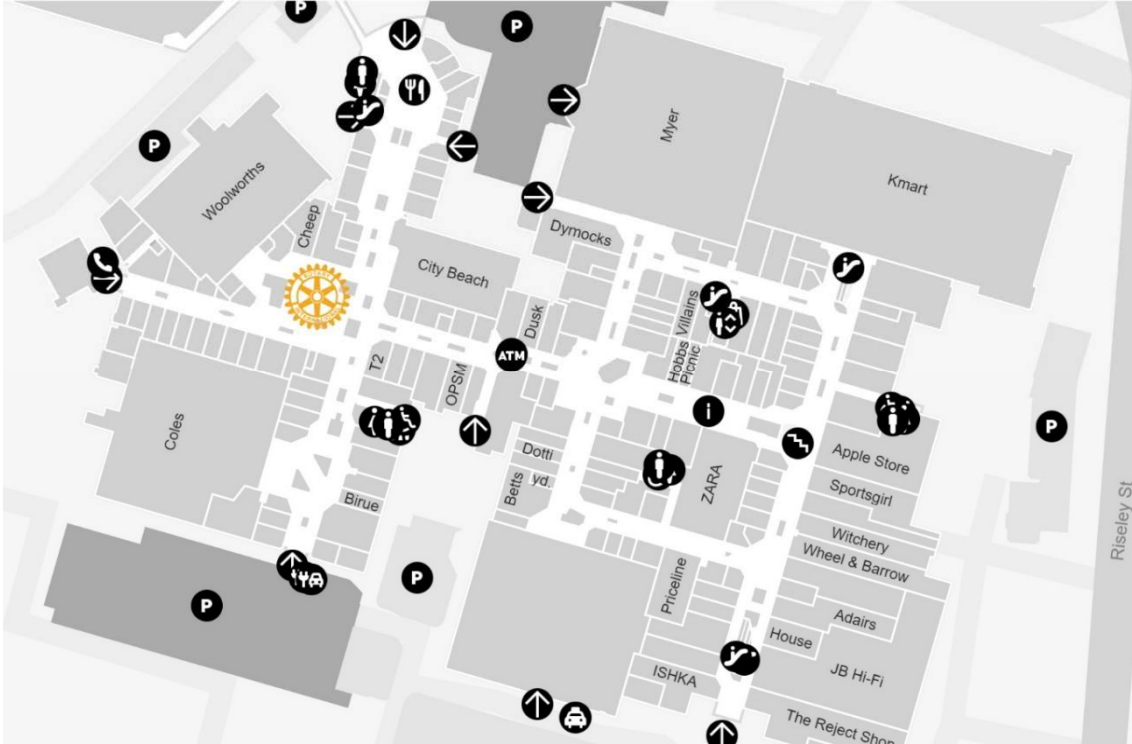 P
P
Myer
Kmart
P
Woolworths
Cheep
Dymocks
ROTARY
INTERNATIONAL
City Beach
Dusk
Villains
Hobbs
Picnic
ATM
T2
OPSM
i
P
Coles
Apple Store
Dotti
yd.
Betts
ZARA
Sportsgirl
Birue
Witchery
Wheel & Barrow
Riseley St
P
P
Priceline
Adairs
House
ISHKA
JB Hi-Fi
The Reject Shop